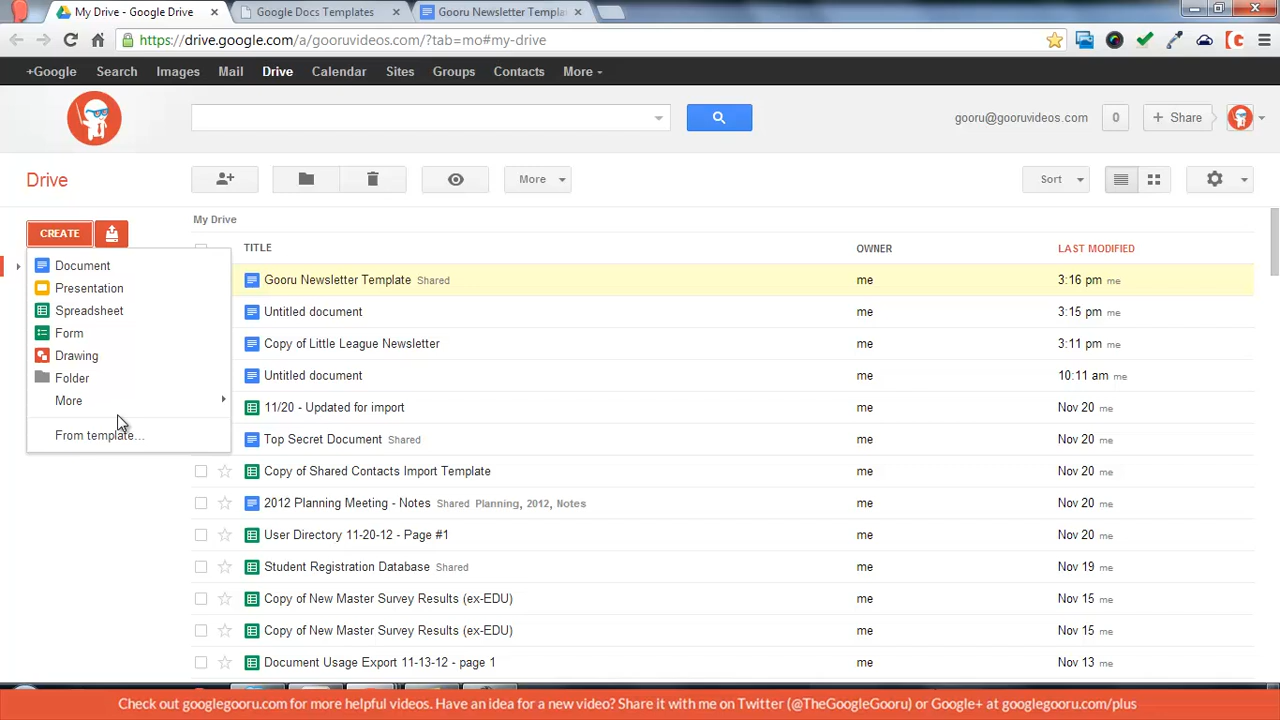 My Drive - Google Drive
Google Docs Templates
Gooru Newsletter Templa
https://drive.google.com/a/gooruvideos.com/?tab=mo#my-drive
+Google Search Images Mail Drive Calendar Sites Groups Contacts More
gooru@gooruvideos.com 0 + Share
Drive
More
Sort
CREATE
My Drive
TITLE OWNER LAST MODIFIED
Document
Presentation
Spreadsheet
Form
Drawing
Folder
More
From template...
Gooru Newsletter Template Shared me 3:16 pm me
Untitled document me 3:15 pm me
Copy of Little League Newsletter me 3:11 pm me
Untitled document me 10:11 am me
11/20 - Updated for import me Nov 20 me
Top Secret Document Shared me Nov 20 me
Copy of Shared Contacts Import Template me Nov 20 me
2012 Planning Meeting - Notes Shared Planning, 2012, Notes me Nov 20 me
User Directory 11-20-12 - Page #1 me Nov 20 me
Student Registration Database Shared me Nov 19 me
Copy of New Master Survey Results (ex-EDU) me Nov 15 me
Copy of New Master Survey Results (ex-EDU) me Nov 15 me
Document Usage Export 11-13-12 - page 1 me Nov 13 me
Check out googlegooru.com for more helpful videos. Have an idea for a new video? Share it with me on Twitter (@TheGoogleGooru) or Google+ at googlegooru.com/plus